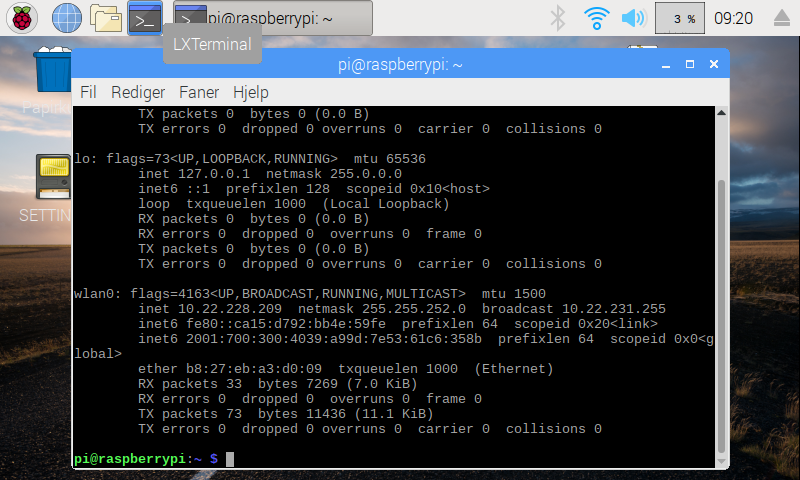 pi@raspberrypi: ~
3 %
09:20
LXTerminal
pi@raspberrypi: ~
Fil Rediger Faner Hjelp
TX packets 0  bytes 0 (0.0 B)
TX errors 0  dropped 0 overruns 0  carrier 0  collisions 0
lo: flags=73<UP,LOOPBACK,RUNNING>  mtu 65536
inet 127.0.0.1  netmask 255.0.0.0
inet6 ::1  prefixlen 128  scopeid 0x10<host>
loop  txqueuelen 1000  (Local Loopback)
RX packets 0  bytes 0 (0.0 B)
RX errors 0  dropped 0  overruns 0  frame 0
TX packets 0  bytes 0 (0.0 B)
TX errors 0  dropped 0 overruns 0  carrier 0  collisions 0
wlan0: flags=4163<UP,BROADCAST,RUNNING,MULTICAST>  mtu 1500
inet 10.22.228.209  netmask 255.255.252.0  broadcast 10.22.231.255
inet6 fe80::ca15:d792:bb4e:59fe  prefixlen 64  scopeid 0x20<link>
inet6 2001:700:300:4039:a99d:7e53:61c6:358b  prefixlen 64  scopeid 0x0<g
lobal>
ether b8:27:eb:a3:d0:09  txqueuelen 1000  (Ethernet)
RX packets 33  bytes 7269 (7.0 KiB)
RX errors 0  dropped 0  overruns 0  frame 0
TX packets 73  bytes 11436 (11.1 KiB)
TX errors 0  dropped 0 overruns 0  carrier 0  collisions 0
pi@raspberrypi:~ $
SETTIN